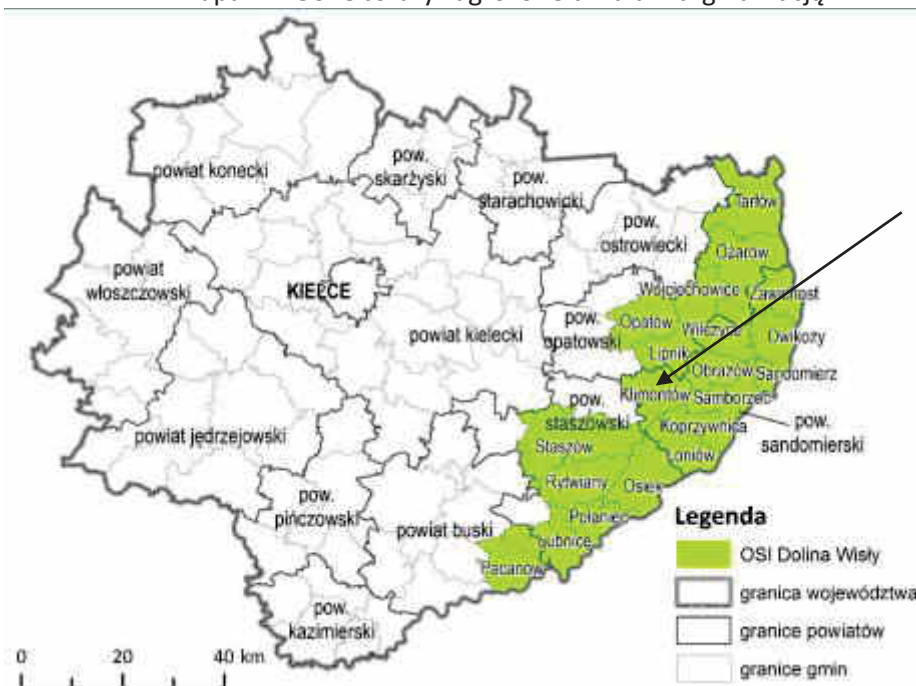 powiat konecki
pow.
skarżyski
pow.
starachowicki
pow.
ostrowiecki
Tarłów
Ożarów
powiat
włoszczowski
KIELCE
Wojciechowice
Zawichost
powiat kielecki
pow.
opatowski
Opatów
Wilczyce
Dwikozy
Lipnik
Obrazów
Sandomierz
Klimontów
Samborzec
pow.
staszowski
Koprzywnica
pow.
sandomierski
powiat jędrzejowski
Staszów
Łoniów
Rytwiany
Osiek
pow.
pińczowski
powiat buski
Połaniec
Łubnice
Pacanów
pow.
kazimierski
0 20 40 km
Legenda
OSI Dolina Wisły
granica województwa
granice powiatów
granice gmin